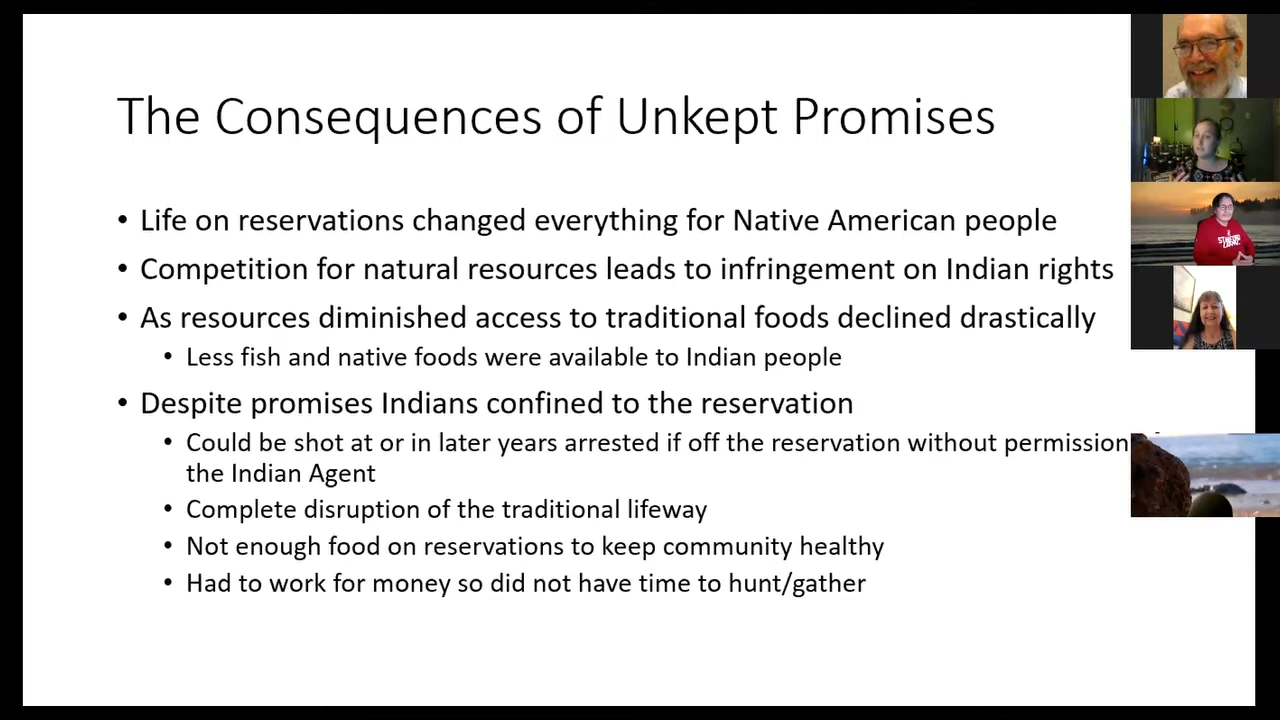 The Consequences of Unkept Promises
• Life on reservations changed everything for Native American people
• Competition for natural resources leads to infringement on Indian rights
• As resources diminished access to traditional foods declined drastically
• Less fish and native foods were available to Indian people
• Despite promises Indians confined to the reservation
• Could be shot at or in later years arrested if off the reservation without permission
the Indian Agent
• Complete disruption of the traditional lifeway
• Not enough food on reservations to keep community healthy
• Had to work for money so did not have time to hunt/gather